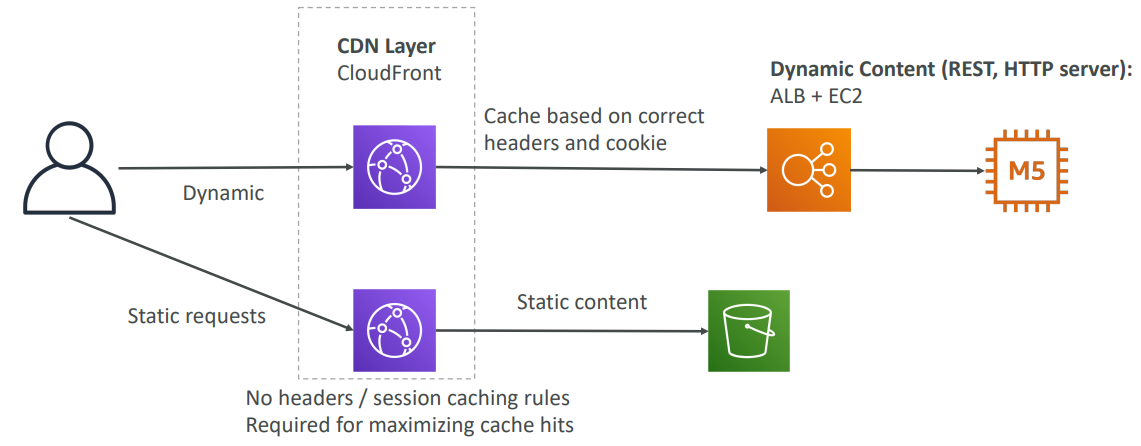 CDN Layer
CloudFront
Dynamic Content (REST, HTTP server):
ALB + EC2
Cache based on correct
headers and cookie
Dynamic
M5
Static requests
Static content
No headers / session caching rules
Required for maximizing cache hits